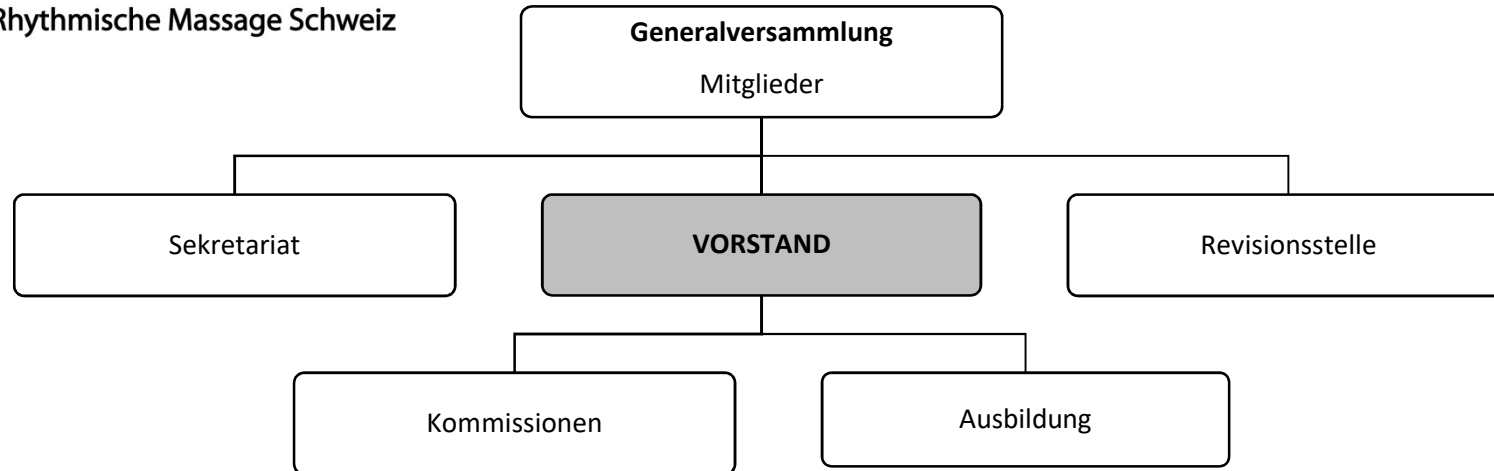 Rhythmische Massage Schweiz
Generalversammlung
Mitglieder
Sekretariat
VORSTAND
Revisionsstelle
Kommissionen
Ausbildung